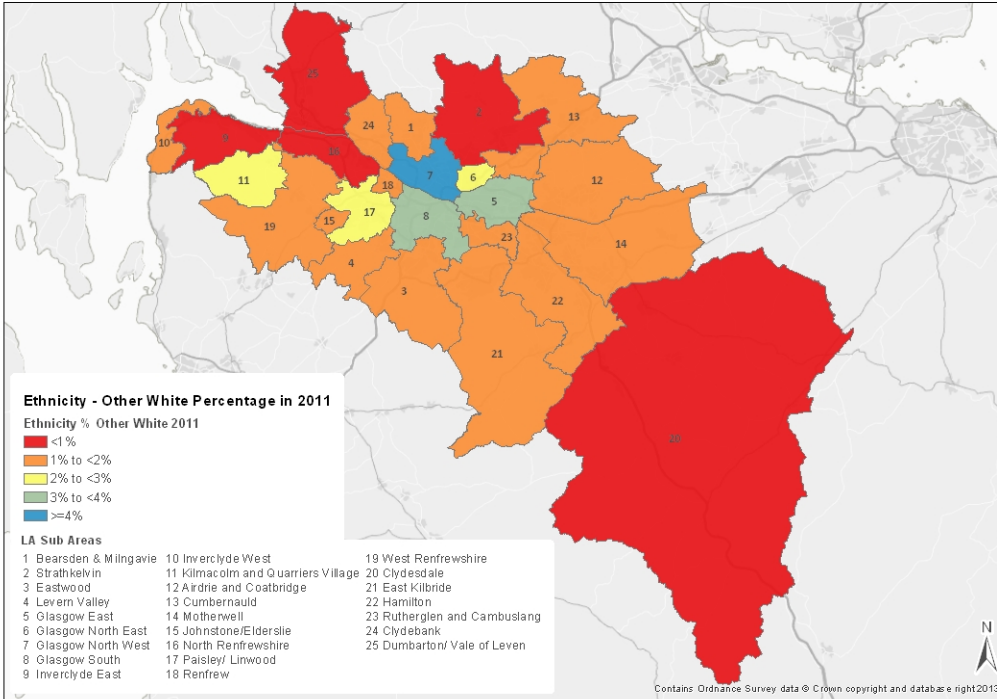 25
24
1
2
13
10
9
16
11
7
6
12
18
17
5
15
8
19
23
14
4
3
22
21
20
Ethnicity - Other White Percentage in 2011
Ethnicity % Other White 2011
<1%
1% to <2%
2% to <3%
3% to <4%
>=4%
LA Sub Areas
1 Bearsden & Milngavie
2 Strathkelvin
3 Eastwood
4 Levern Valley
5 Glasgow East
6 Glasgow North East
7 Glasgow North West
8 Glasgow South
9 Inverclyde East
10 Inverclyde West
11 Kilmacolm and Quarriers Village
12 Airdrie and Coatbridge
13 Cumbernauld
14 Motherwell
15 Johnstone/Elderslie
16 North Renfrewshire
17 Paisley/ Linwood
18 Renfrew
19 West Renfrewshire
20 Clydesdale
21 East Kilbride
22 Hamilton
23 Rutherglen and Cambuslang
24 Clydebank
25 Dumbarton/ Vale of Leven
N
Contains Ordnance Survey data © Crown copyright and database right2013